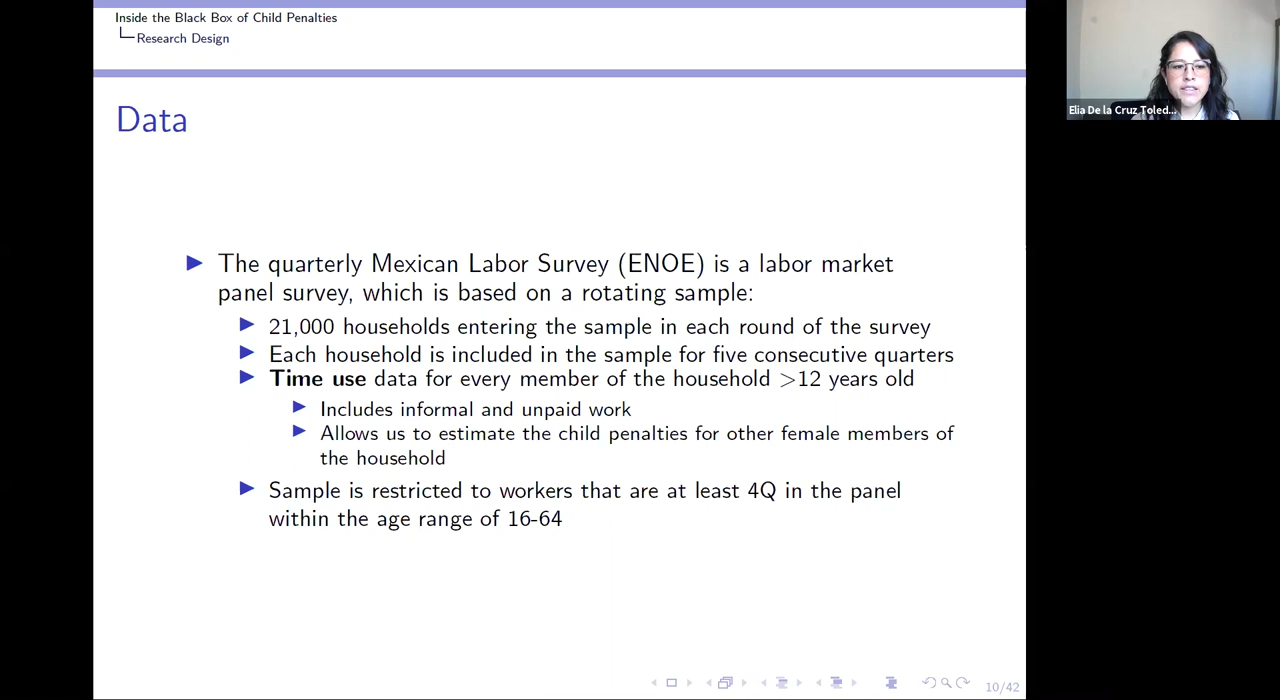 Inside the Black Box of Child Penalties
Research Design
Data
The quarterly Mexican Labor Survey (ENOE) is a labor market
panel survey, which is based on a rotating sample:
21,000 households entering the sample in each round of the survey
Each household is included in the sample for five consecutive quarters
Time use data for every member of the household >12 years old
Includes informal and unpaid work
Allows us to estimate the child penalties for other female members of
the household
Sample is restricted to workers that are at least 4Q in the panel
within the age range of 16-64
10/42
Elia De la Cruz Toled...